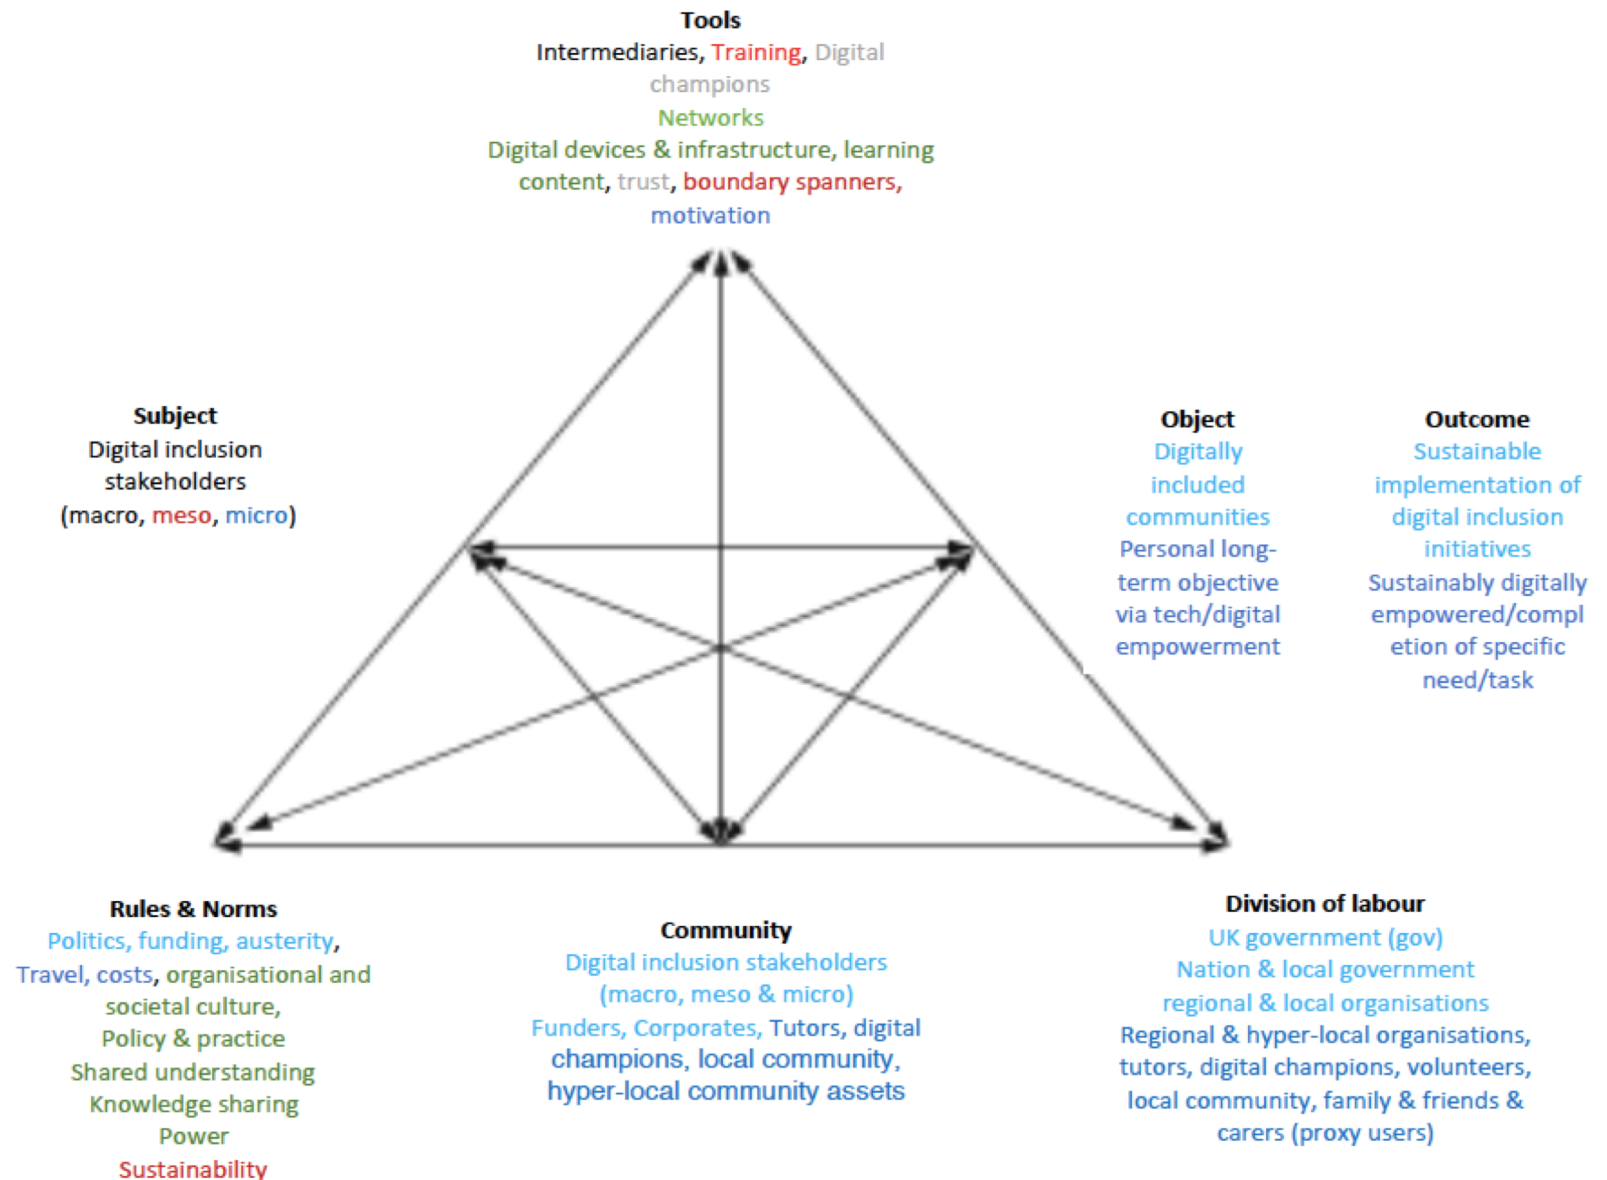 Tools
Intermediaries, Training, Digital
champions
Networks
Digital devices & infrastructure, learning
content, trust, boundary spanners,
motivation
Subject
Digital inclusion
stakeholders
(macro, meso, micro)
Object
Digitally
included
communities
Personal long-
term objective
via tech/digital
empowerment
Outcome
Sustainable
implementation of
digital inclusion
initiatives
Sustainably digitally
empowered/compl
etion of specific
need/task
Rules & Norms
Politics, funding, austerity,
Travel, costs, organisational and
societal culture,
Policy & practice
Shared understanding
Knowledge sharing
Power
Sustainability
Community
Digital inclusion stakeholders
(macro, meso & micro)
Funders, Corporates, Tutors, digital
champions, local community,
hyper-local community assets
Division of labour
UK government (gov)
Nation & local government
regional & local organisations
Regional & hyper-local organisations,
tutors, digital champions, volunteers,
local community, family & friends &
carers (proxy users)